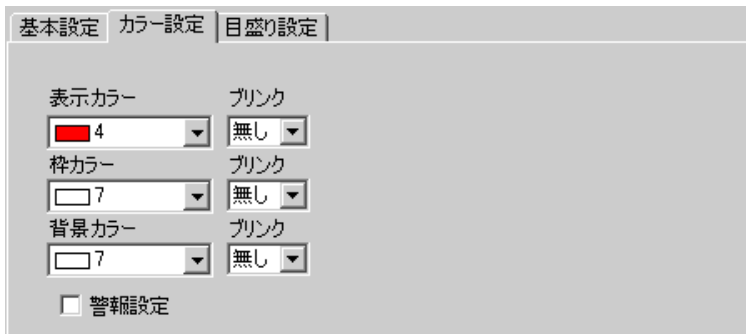 基本設定 カラー設定 目盛り設定
表示カラー ブリンク
4 無し
枠カラー ブリンク
7 無し
背景カラー ブリンク
7 無し
警報設定